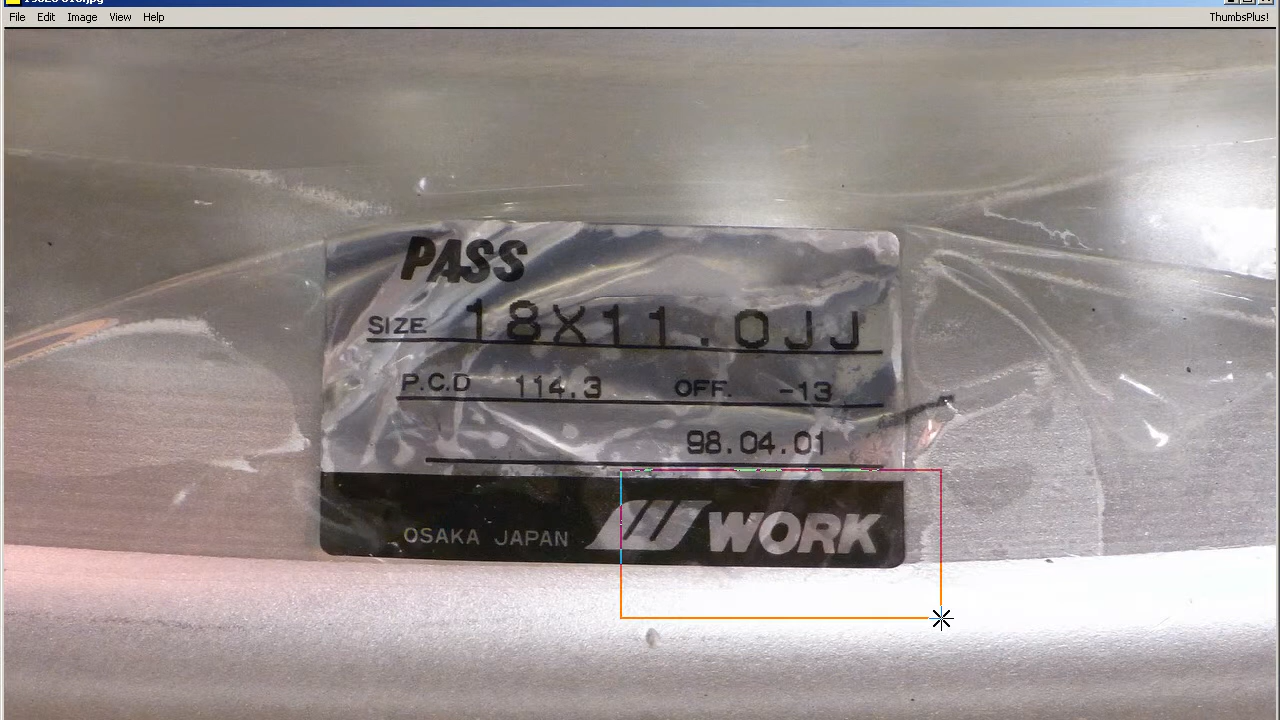 File Edit Image View Help ThumbsPlus!
PASS
SIZE 18X11.0JJ
P.C.D 114.3 OFF. -13
98.04.01
OSAKA JAPAN WORK